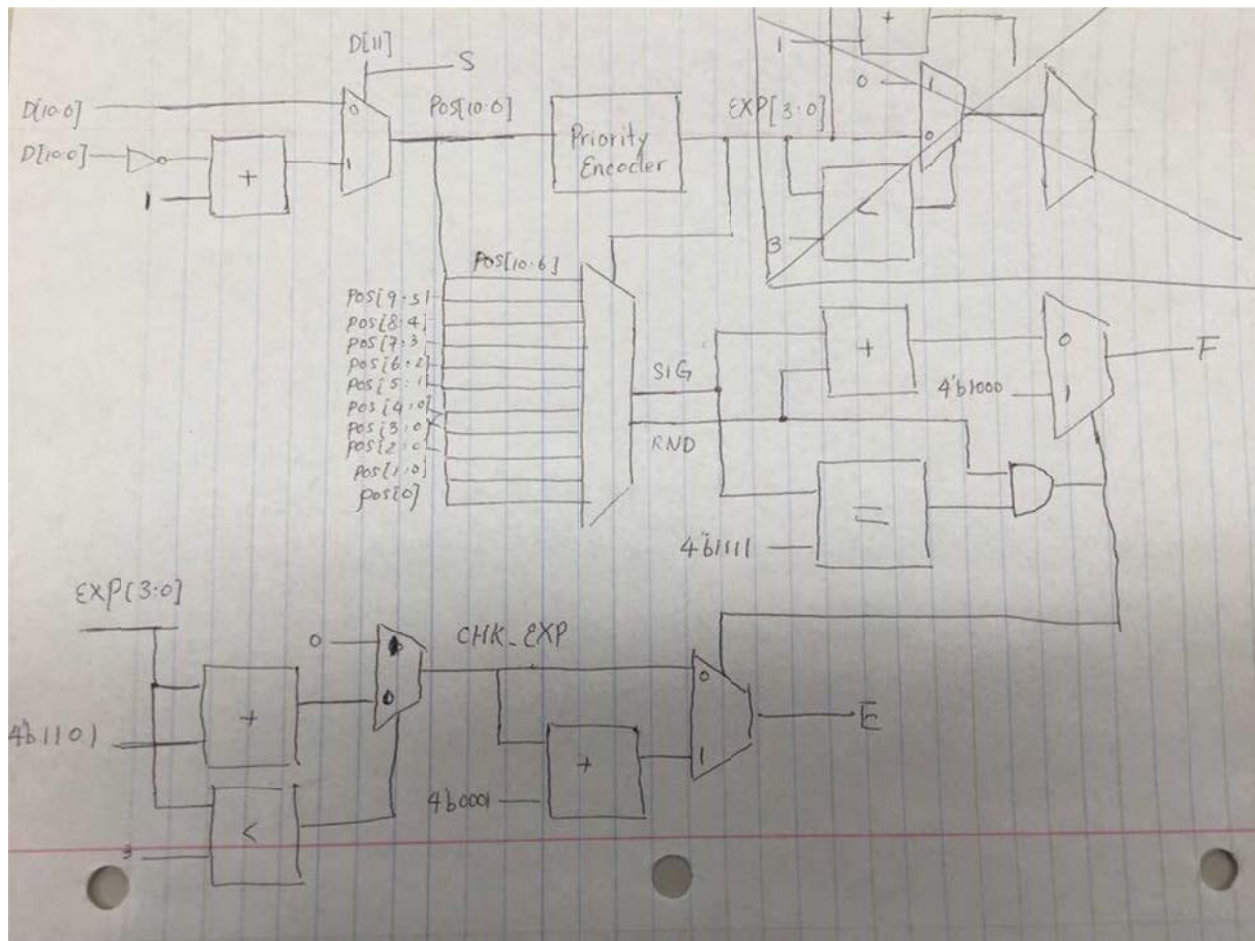 D[11]
S
D[10:0]
D[10:0]
1
+
0
1
POS[10:0]
Priority
Encoder
EXP[3:0]
+
1
0
1
0
<
3
POS[10:6]
POS[9:5]
POS[8:4]
POS[7:3]
POS[6:2]
POS[5:1]
POS[4:0]
POS[3:0]
POS[2:0]
POS[1:0]
POS[0]
SIG
RND
+
0
1
4'b1000
F
=
4'b1111
EXP[3:0]
0
+
4'b1101
<
3
CHK_EXP
+
4'b0001
0
1
E